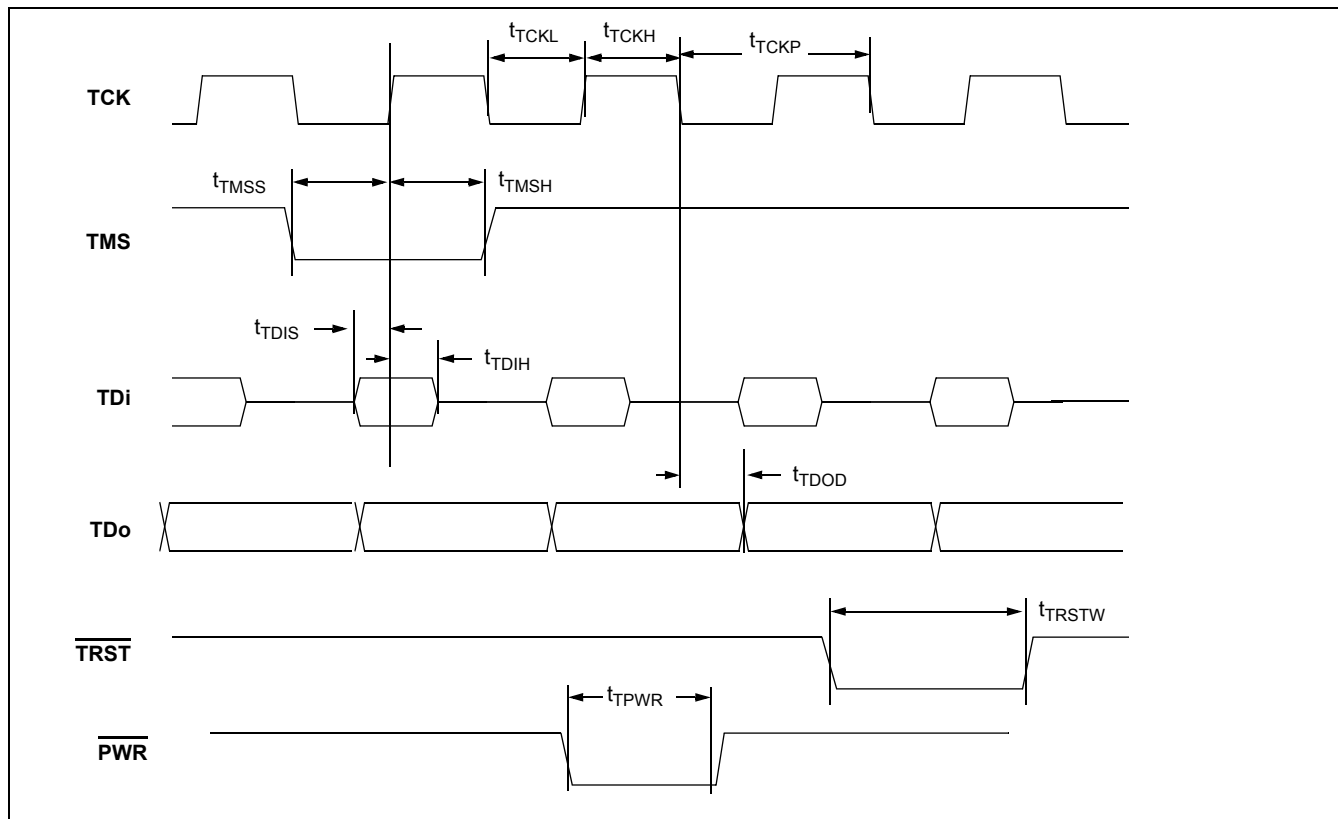 tTCKL tTCKH tTCKP
TCK
tTMSS tTMSH
TMS
tTDIS
tTDIH
TDi
tTDOD
TDo
tTRSTW
TRST
tTPWR
PWR